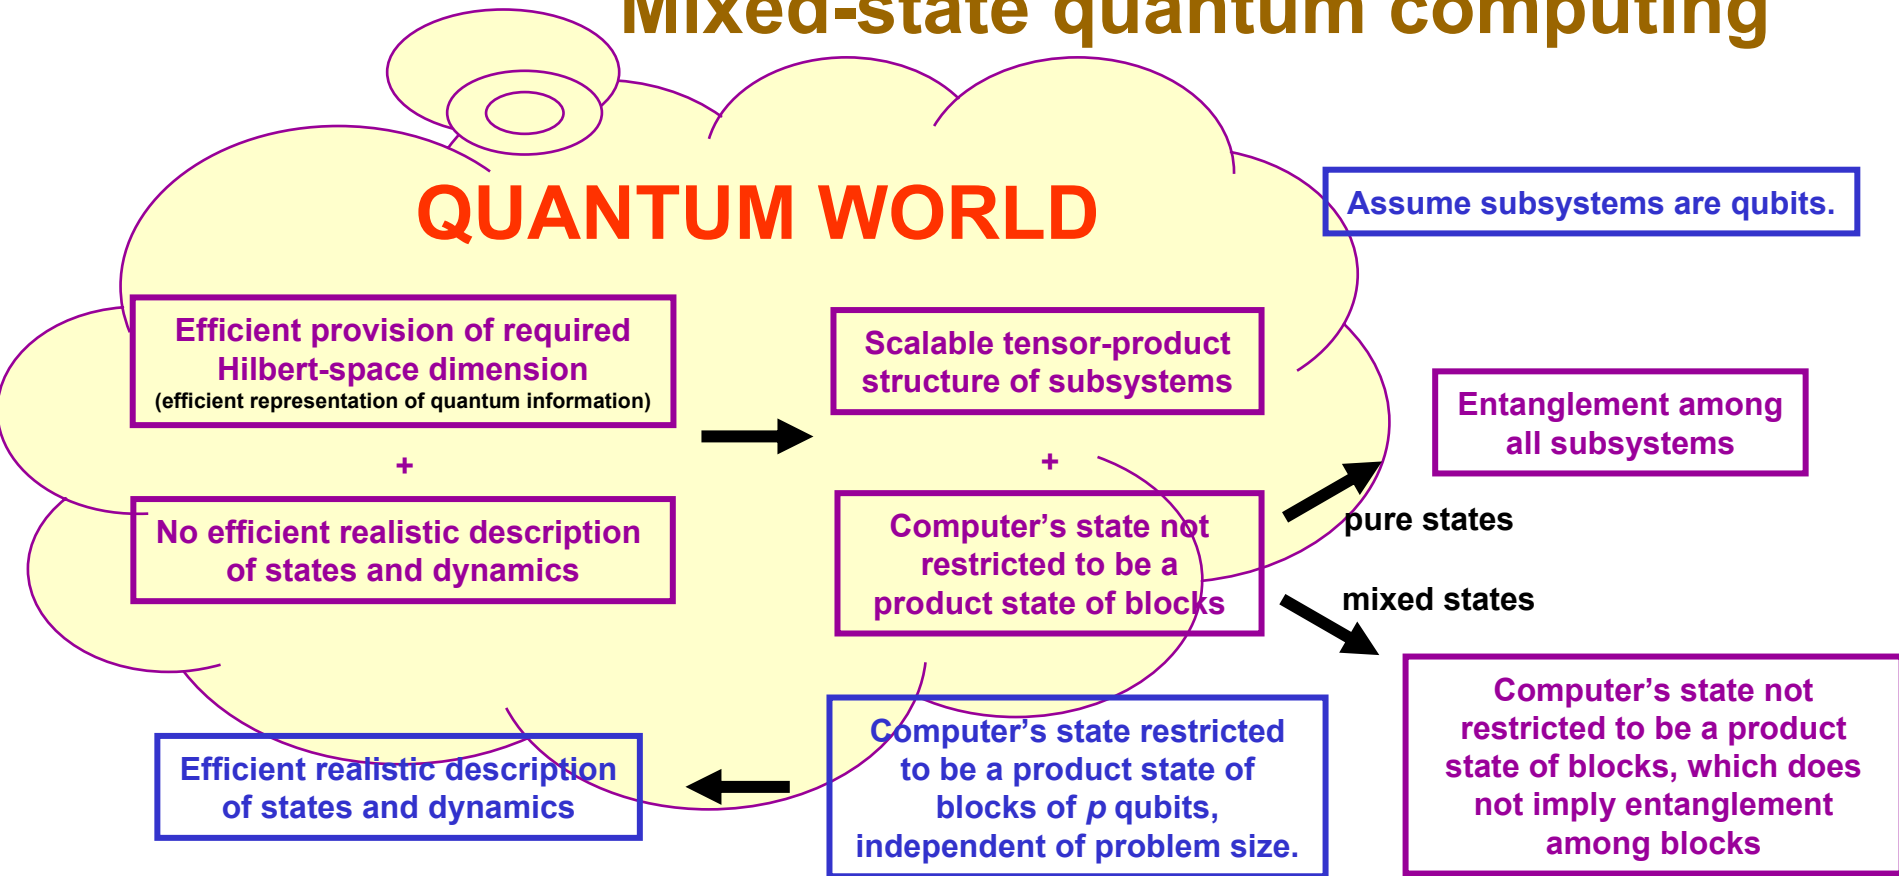 Mixed-state quantum computing
QUANTUM WORLD
Assume subsystems are qubits.
Efficient provision of required
Hilbert-space dimension
(efficient representation of quantum information)
+
No efficient realistic description
of states and dynamics
Scalable tensor-product
structure of subsystems
+
Computer’s state not
restricted to be a
product state of blocks
Entanglement among
all subsystems
pure states
mixed states
Computer’s state not
restricted to be a product
state of blocks, which does
not imply entanglement
among blocks
Computer’s state restricted
to be a product state of
blocks of p qubits,
independent of problem size.
Efficient realistic description
of states and dynamics